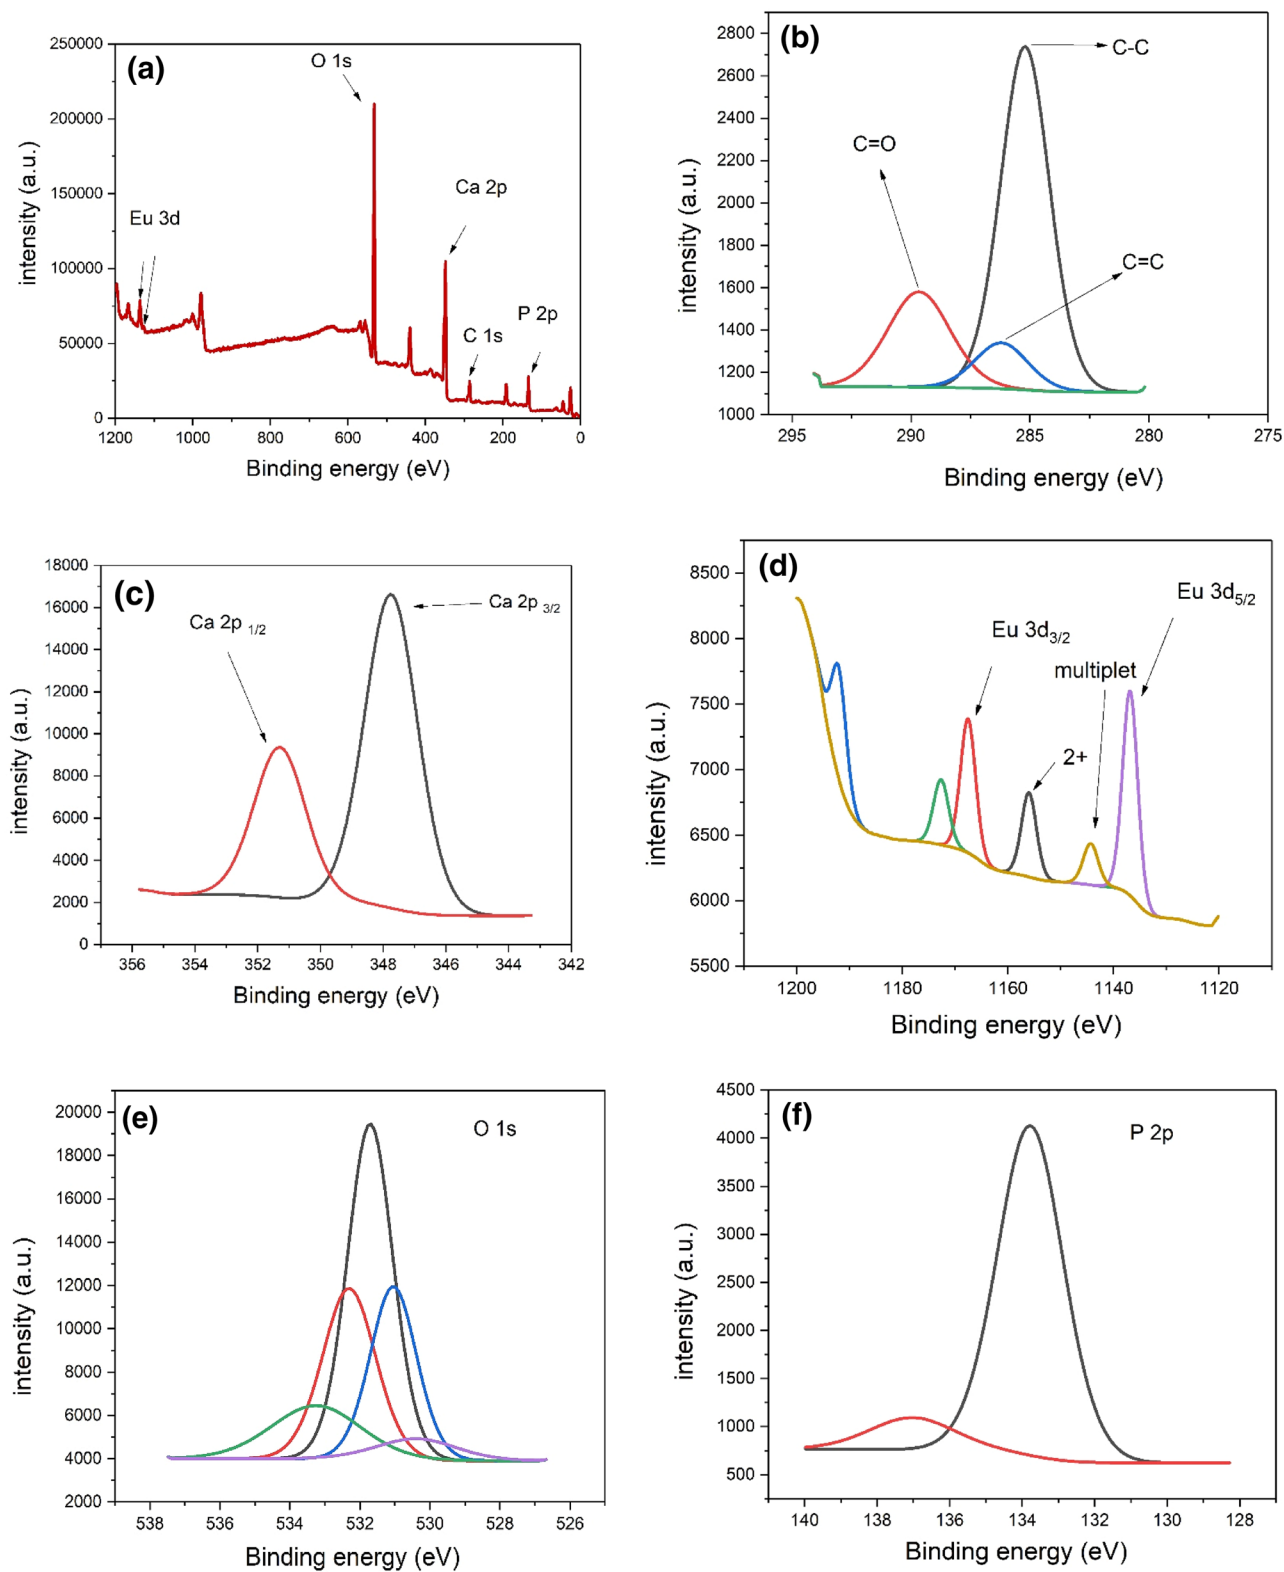 (a)
O 1s
Ca 2p
Eu 3d
P 2p
C 1s
250000
200000
150000
100000
50000
0
1200 1000 800 600 400 200 0
intensity (a.u.)
Binding energy (eV)
(b)
C-C
C=O
C=C
2800
2600
2400
2200
2000
1800
1600
1400
1200
1000
295 290 285 280 275
intensity (a.u.)
Binding energy (eV)
(c)
Ca 2p 3/2
Ca 2p 1/2
18000
16000
14000
12000
10000
8000
6000
4000
2000
0
356 354 352 350 348 346 344 342
intensity (a.u.)
Binding energy (eV)
(d)
Eu 3d5/2
Eu 3d3/2
multiplet
2+
8500
8000
7500
7000
6500
6000
5500
1200 1180 1160 1140 1120
intensity (a.u.)
Binding energy (eV)
(e)
O 1s
20000
18000
16000
14000
12000
10000
8000
6000
4000
2000
538 536 534 532 530 528 526
intensity (a.u.)
Binding energy (eV)
(f)
P 2p
4500
4000
3500
3000
2500
2000
1500
1000
500
140 138 136 134 132 130 128
intensity (a.u.)
Binding energy (eV)